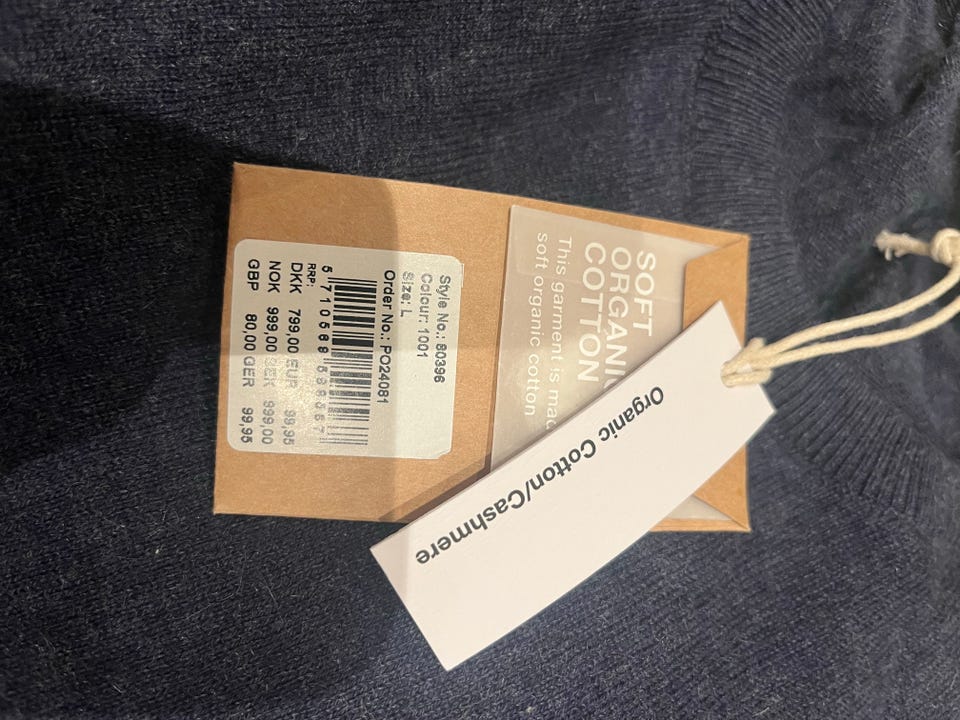 SOFT
ORGANIC
COTTON
This garment is mad
soft organic cotton
Organic Cotton/Cashmere
Style No.: 80396
Colour: 1001
Size: L
Order No.: PO24081
RRP:
DKK 799,00 EUR 99,95
NOK 999,00 SEK 999,00
GBP 80,00 GER 99,95